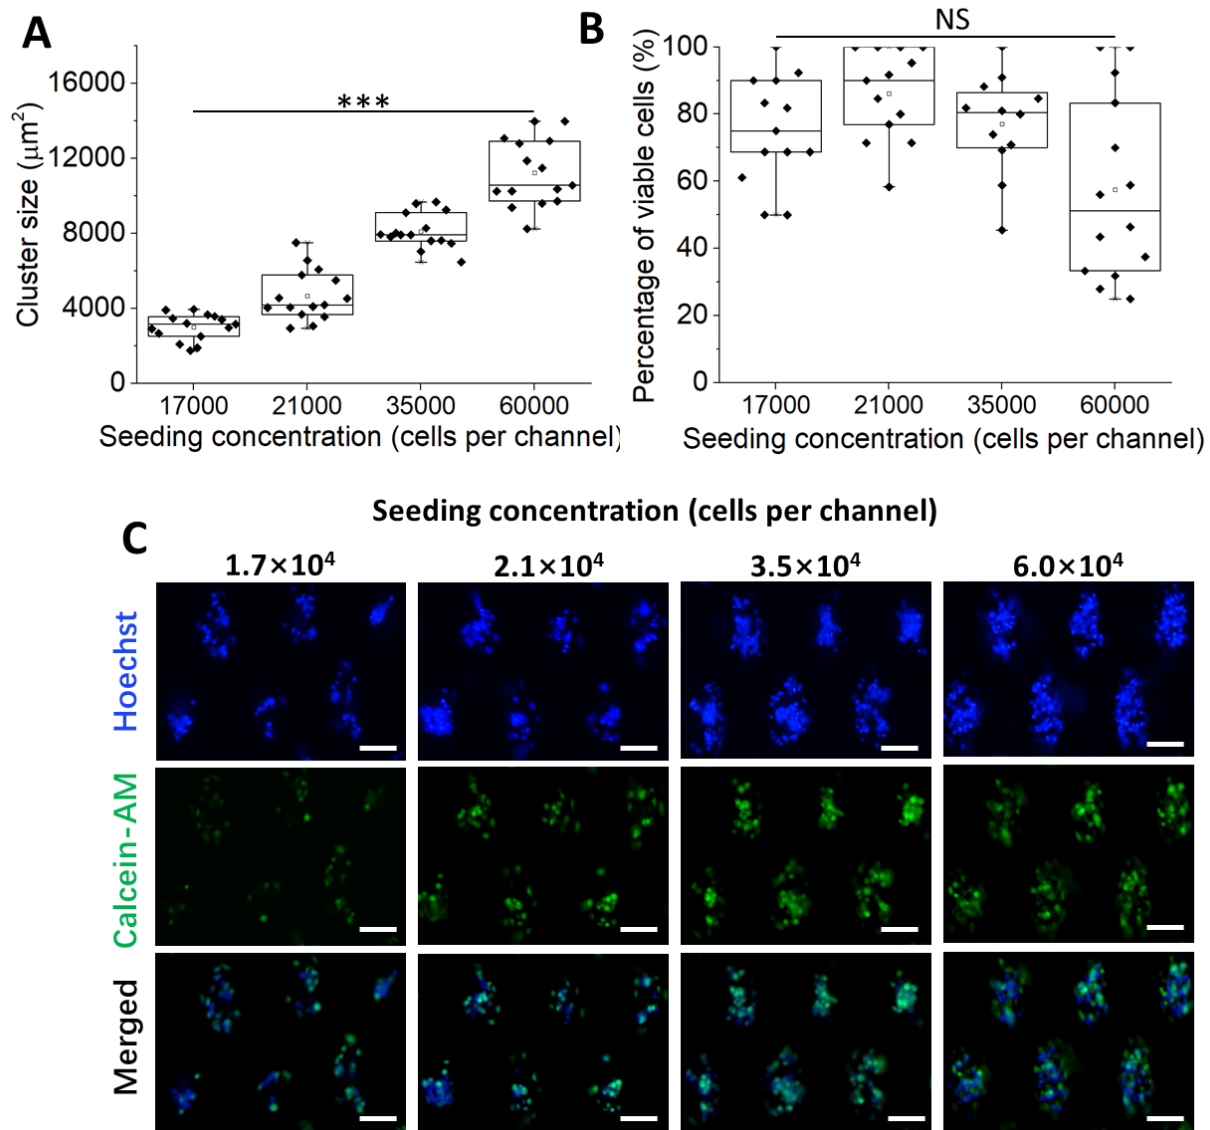 A
Cluster size (μm²)
16000
12000
8000
4000
0
***
17000 21000 35000 60000
Seeding concentration (cells per channel)
B
Percentage of viable cells (%)
100
80
60
40
20
0
NS
17000 21000 35000 60000
Seeding concentration (cells per channel)
C
Seeding concentration (cells per channel)
1.7×10⁴ 2.1×10⁴ 3.5×10⁴ 6.0×10⁴
Hoechst
Calcein-AM
Merged